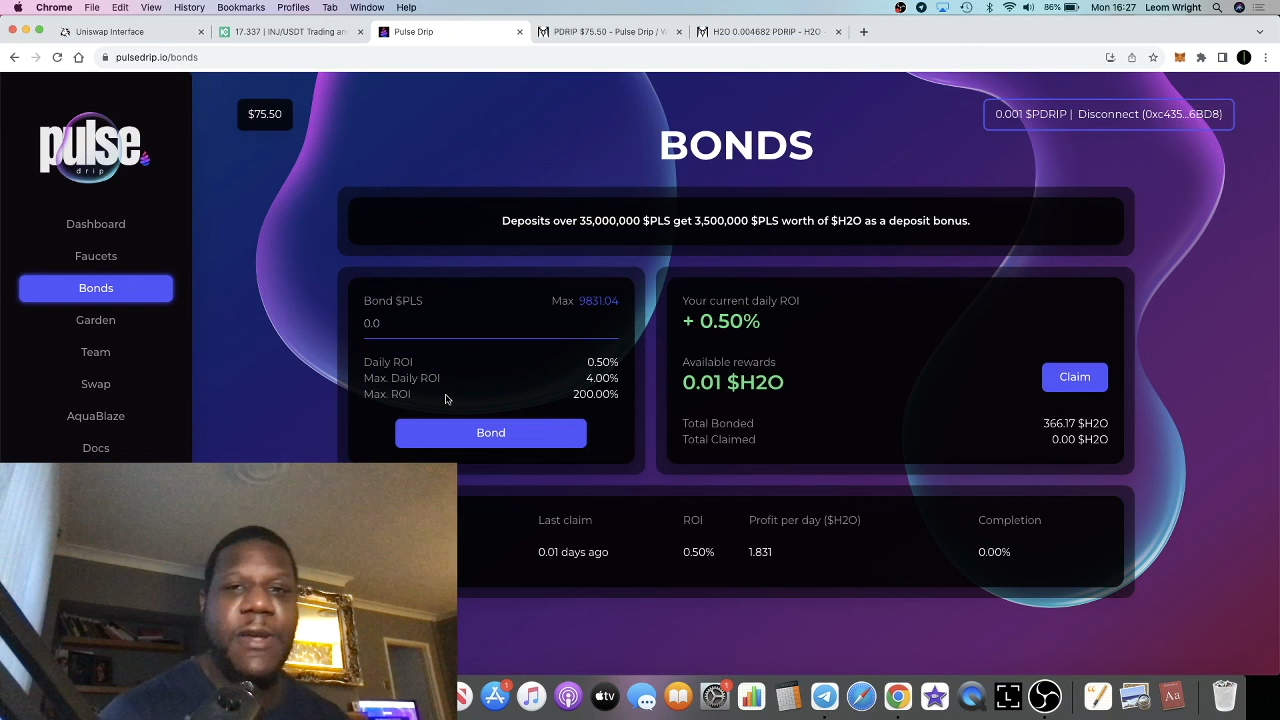 Chrome File Edit View History Bookmarks Profiles Tab Window Help 86% Mon 16:27 Leom Wright
Uniswap Interface
17.337 | INJ/USDT Trading an
Pulse Drip
PDRIP $75.50 - Pulse Drip / W
H2O 0.004682 PDRIP - H2O
pulsedrip.io/bonds
pulse
drip
$75.50
0.001 $PDRIP | Disconnect (0xc435...6BD8)
BONDS
Deposits over 35,000,000 $PLS get 3,500,000 $PLS worth of $H2O as a deposit bonus.
Dashboard
Faucets
Bonds
Garden
Team
Swap
AquaBlaze
Docs
Bond $PLS Max 9831.04
0.0
Daily ROI 0.50%
Max. Daily ROI 4.00%
Max. ROI 200.00%
Bond
Your current daily ROI
+ 0.50%
Available rewards
0.01 $H2O
Claim
Total Bonded 366.17 $H2O
Total Claimed 0.00 $H2O
Last claim ROI Profit per day ($H2O) Completion
0.01 days ago 0.50% 1.831 0.00%
tv
Aa